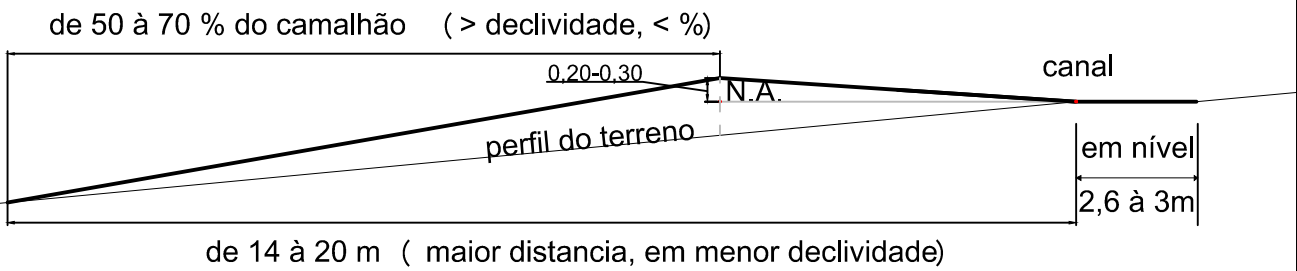 de 50 à 70 % do camalhão ( > declividade, < %)
0,20-0,30
canal
N.A.
perfil do terreno
em nível
2,6 à 3m
de 14 à 20 m ( maior distancia, em menor declividade)